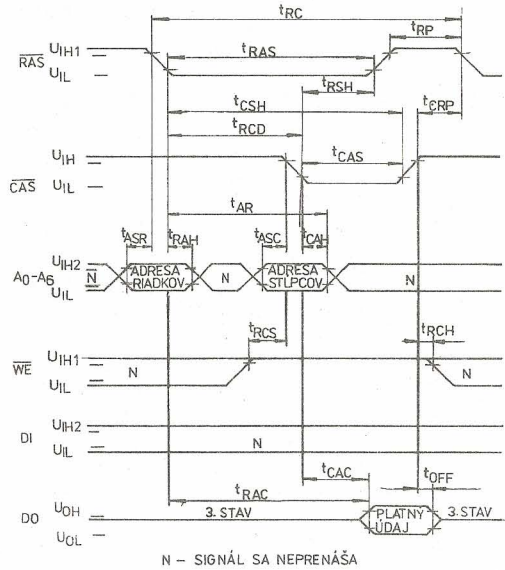 tRC
tRP
RAS UIH1
tRAS
UIL
tRSH
tCSH
tCRP
tRCD
UIH
tCAS
CAS UIL
tAR
tASR
tRAH
tASC
tCAH
UIH2
A0-A6 N ADRESA RIADKOV N ADRESA STĹPCOV N
UIL
tRCS
tRCH
UIH1
WE N N
UIL
UIH2
DI
UIL N
tCAC
tOFF
tRAC
UOH
DO 3. STAV PLATNÝ ÚDAJ 3. STAV
UOL
N – SIGNÁL SA NEPRENÁŠA